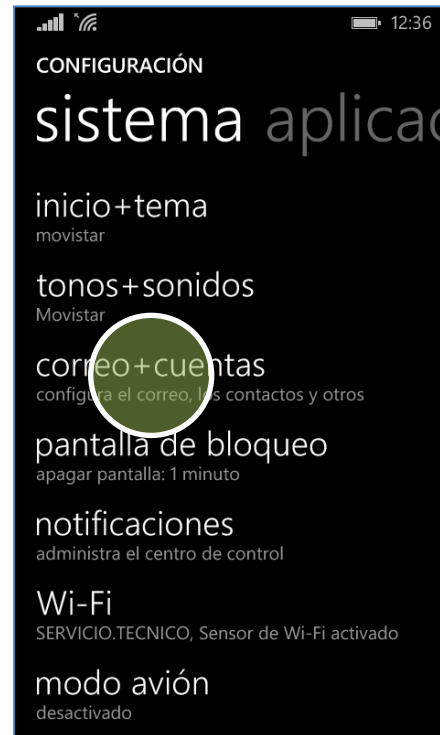 12:36
CONFIGURACIÓN
sistema aplicac
inicio+tema
movistar
tonos+sonidos
Movistar
correo+cuentas
configura el correo, los contactos y otros
pantalla de bloqueo
apagar pantalla: 1 minuto
notificaciones
administra el centro de control
Wi-Fi
SERVICIO.TECNICO, Sensor de Wi-Fi activado
modo avión
desactivado